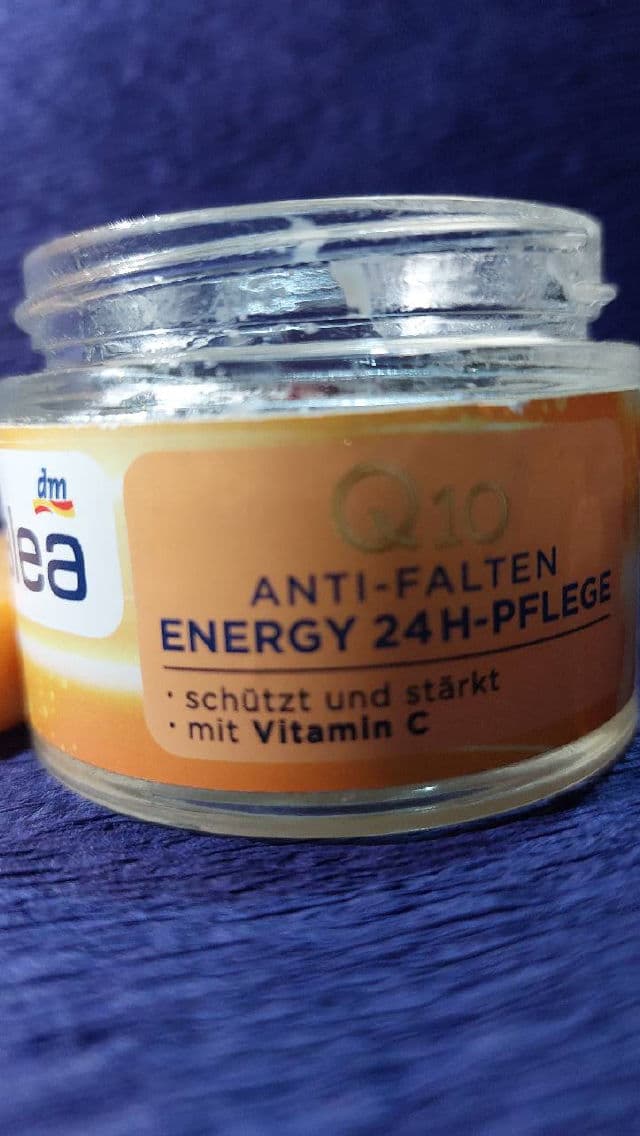 dm
lea
Q10
ANTI-FALTEN
ENERGY 24H-PFLEGE
• schützt und stärkt
• mit Vitamin C